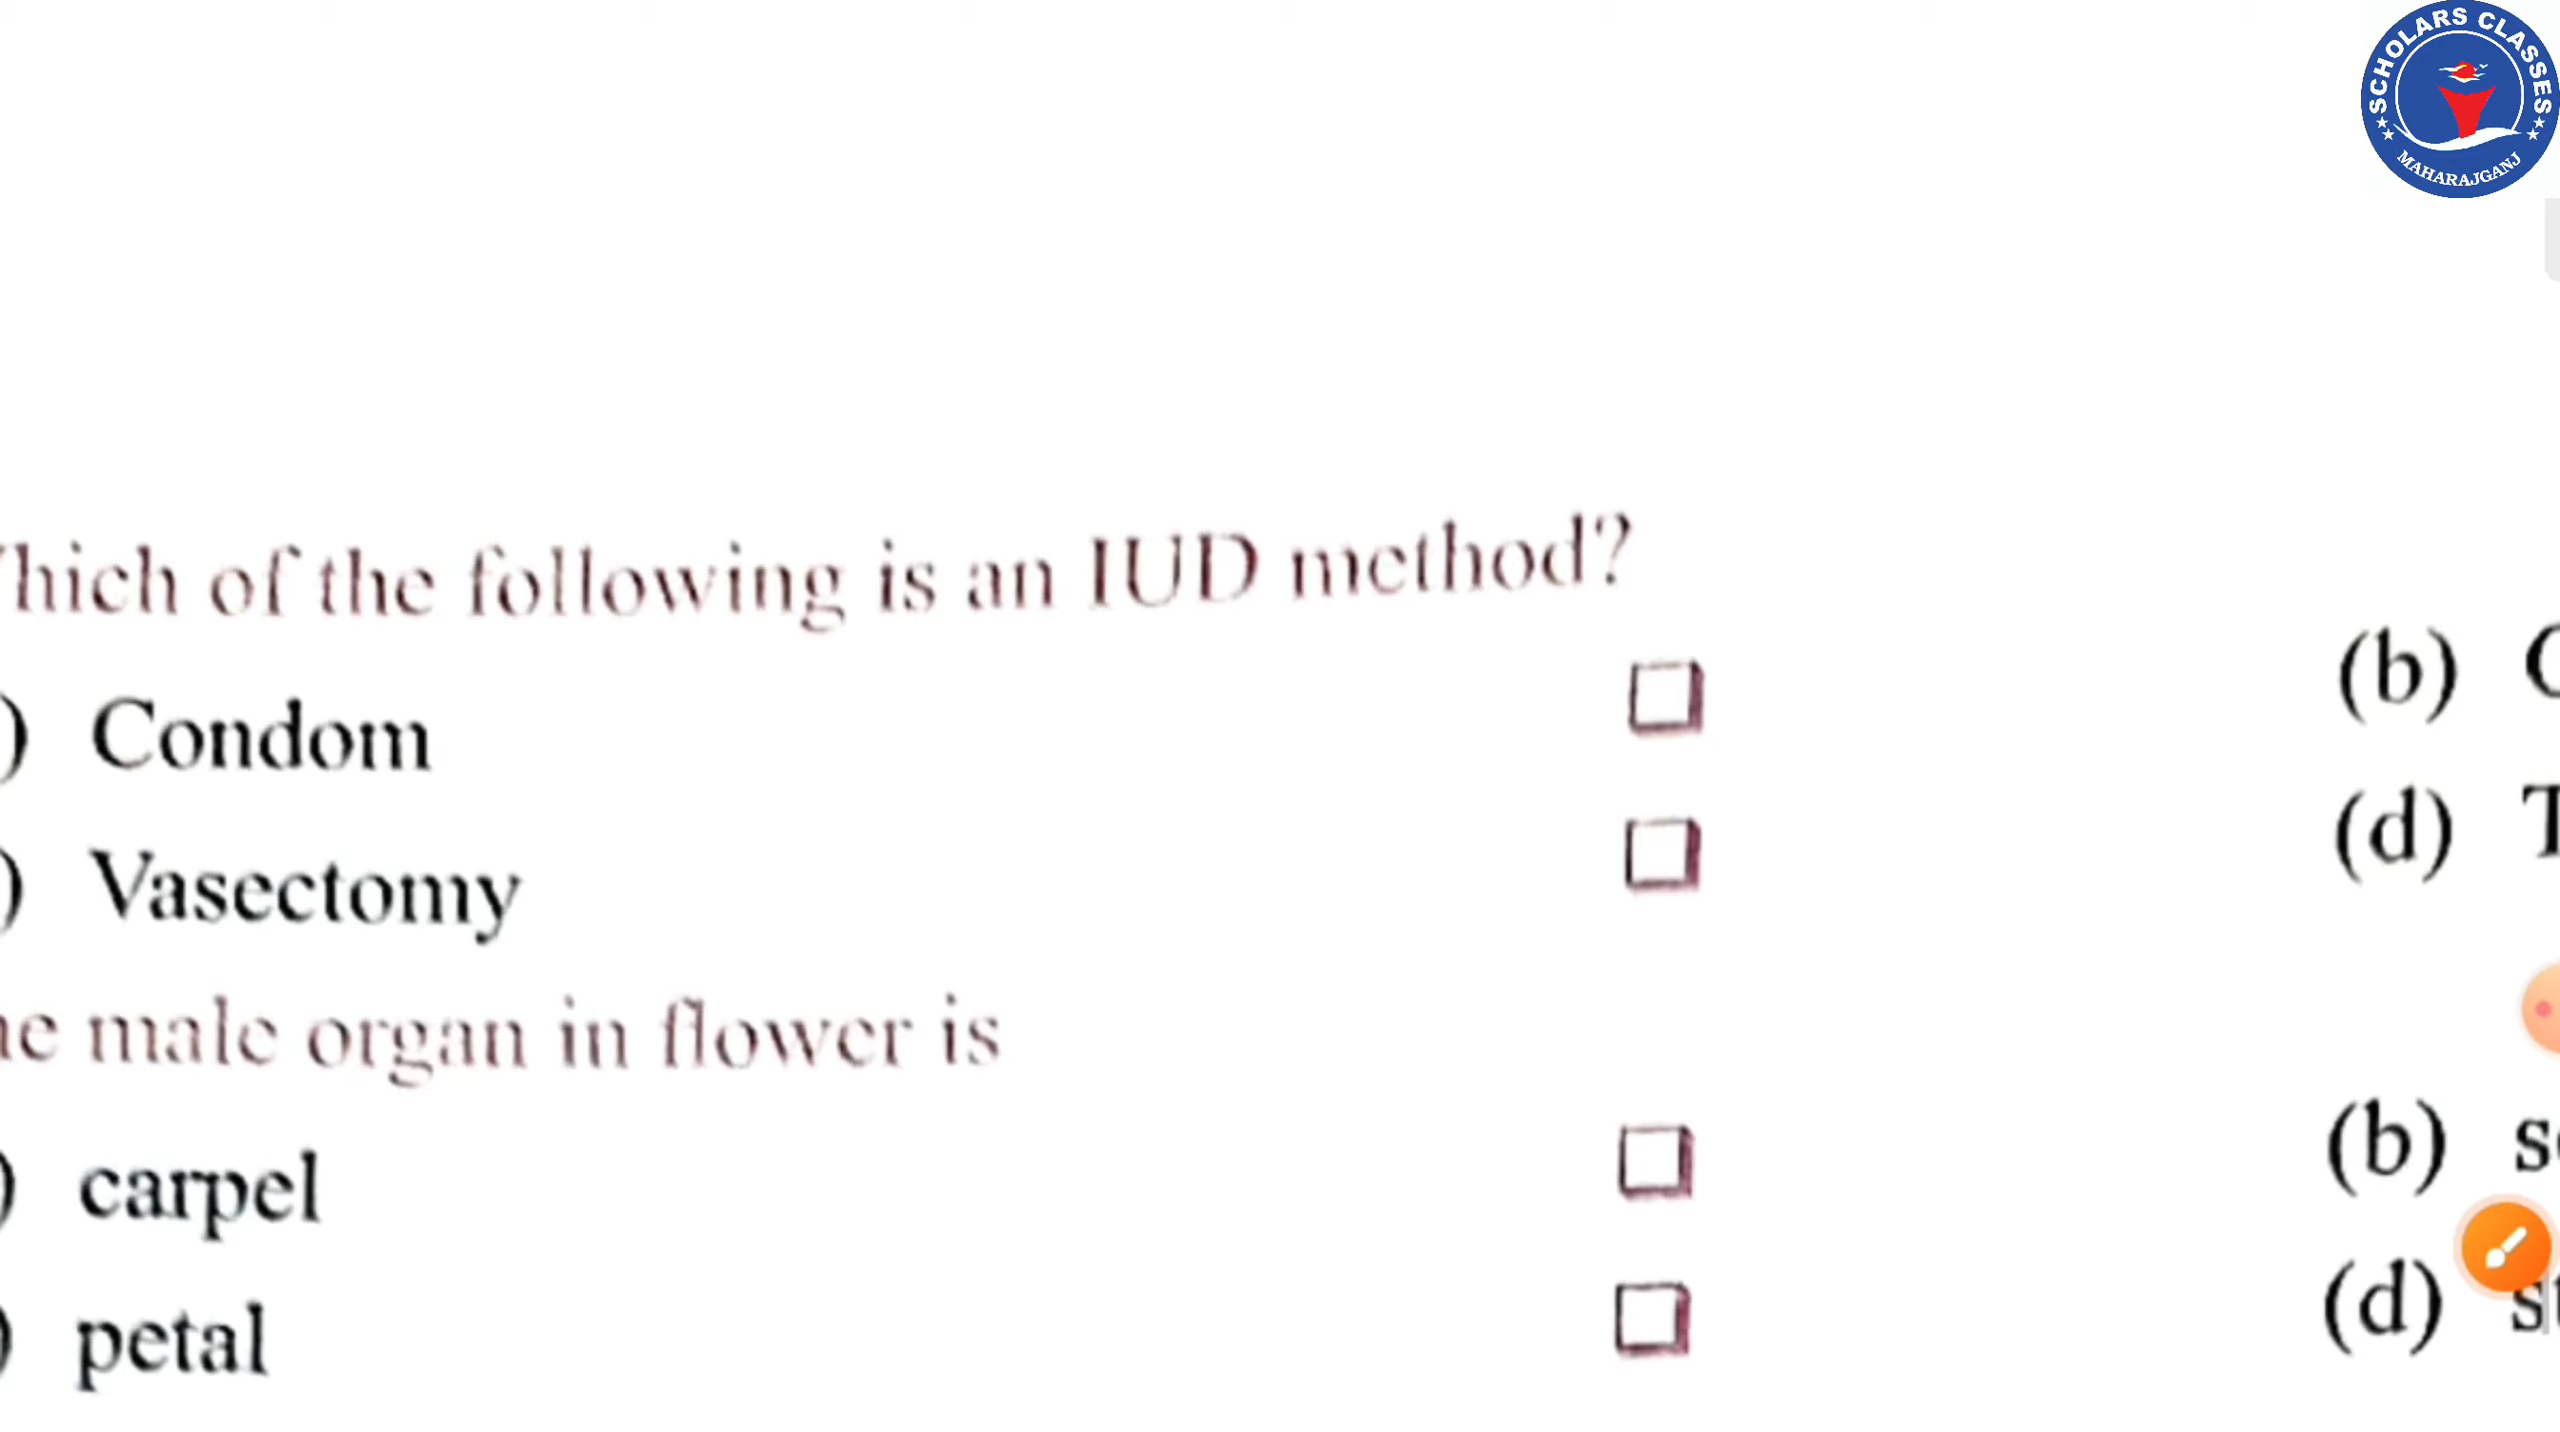 SCHOLARS CLASSES
MAHARAJGANJ
hich of the following is an IUD method?
) Condom (b)
) Vasectomy (d) T
e male organ in flower is
) carpel (b) s
) petal (d) s